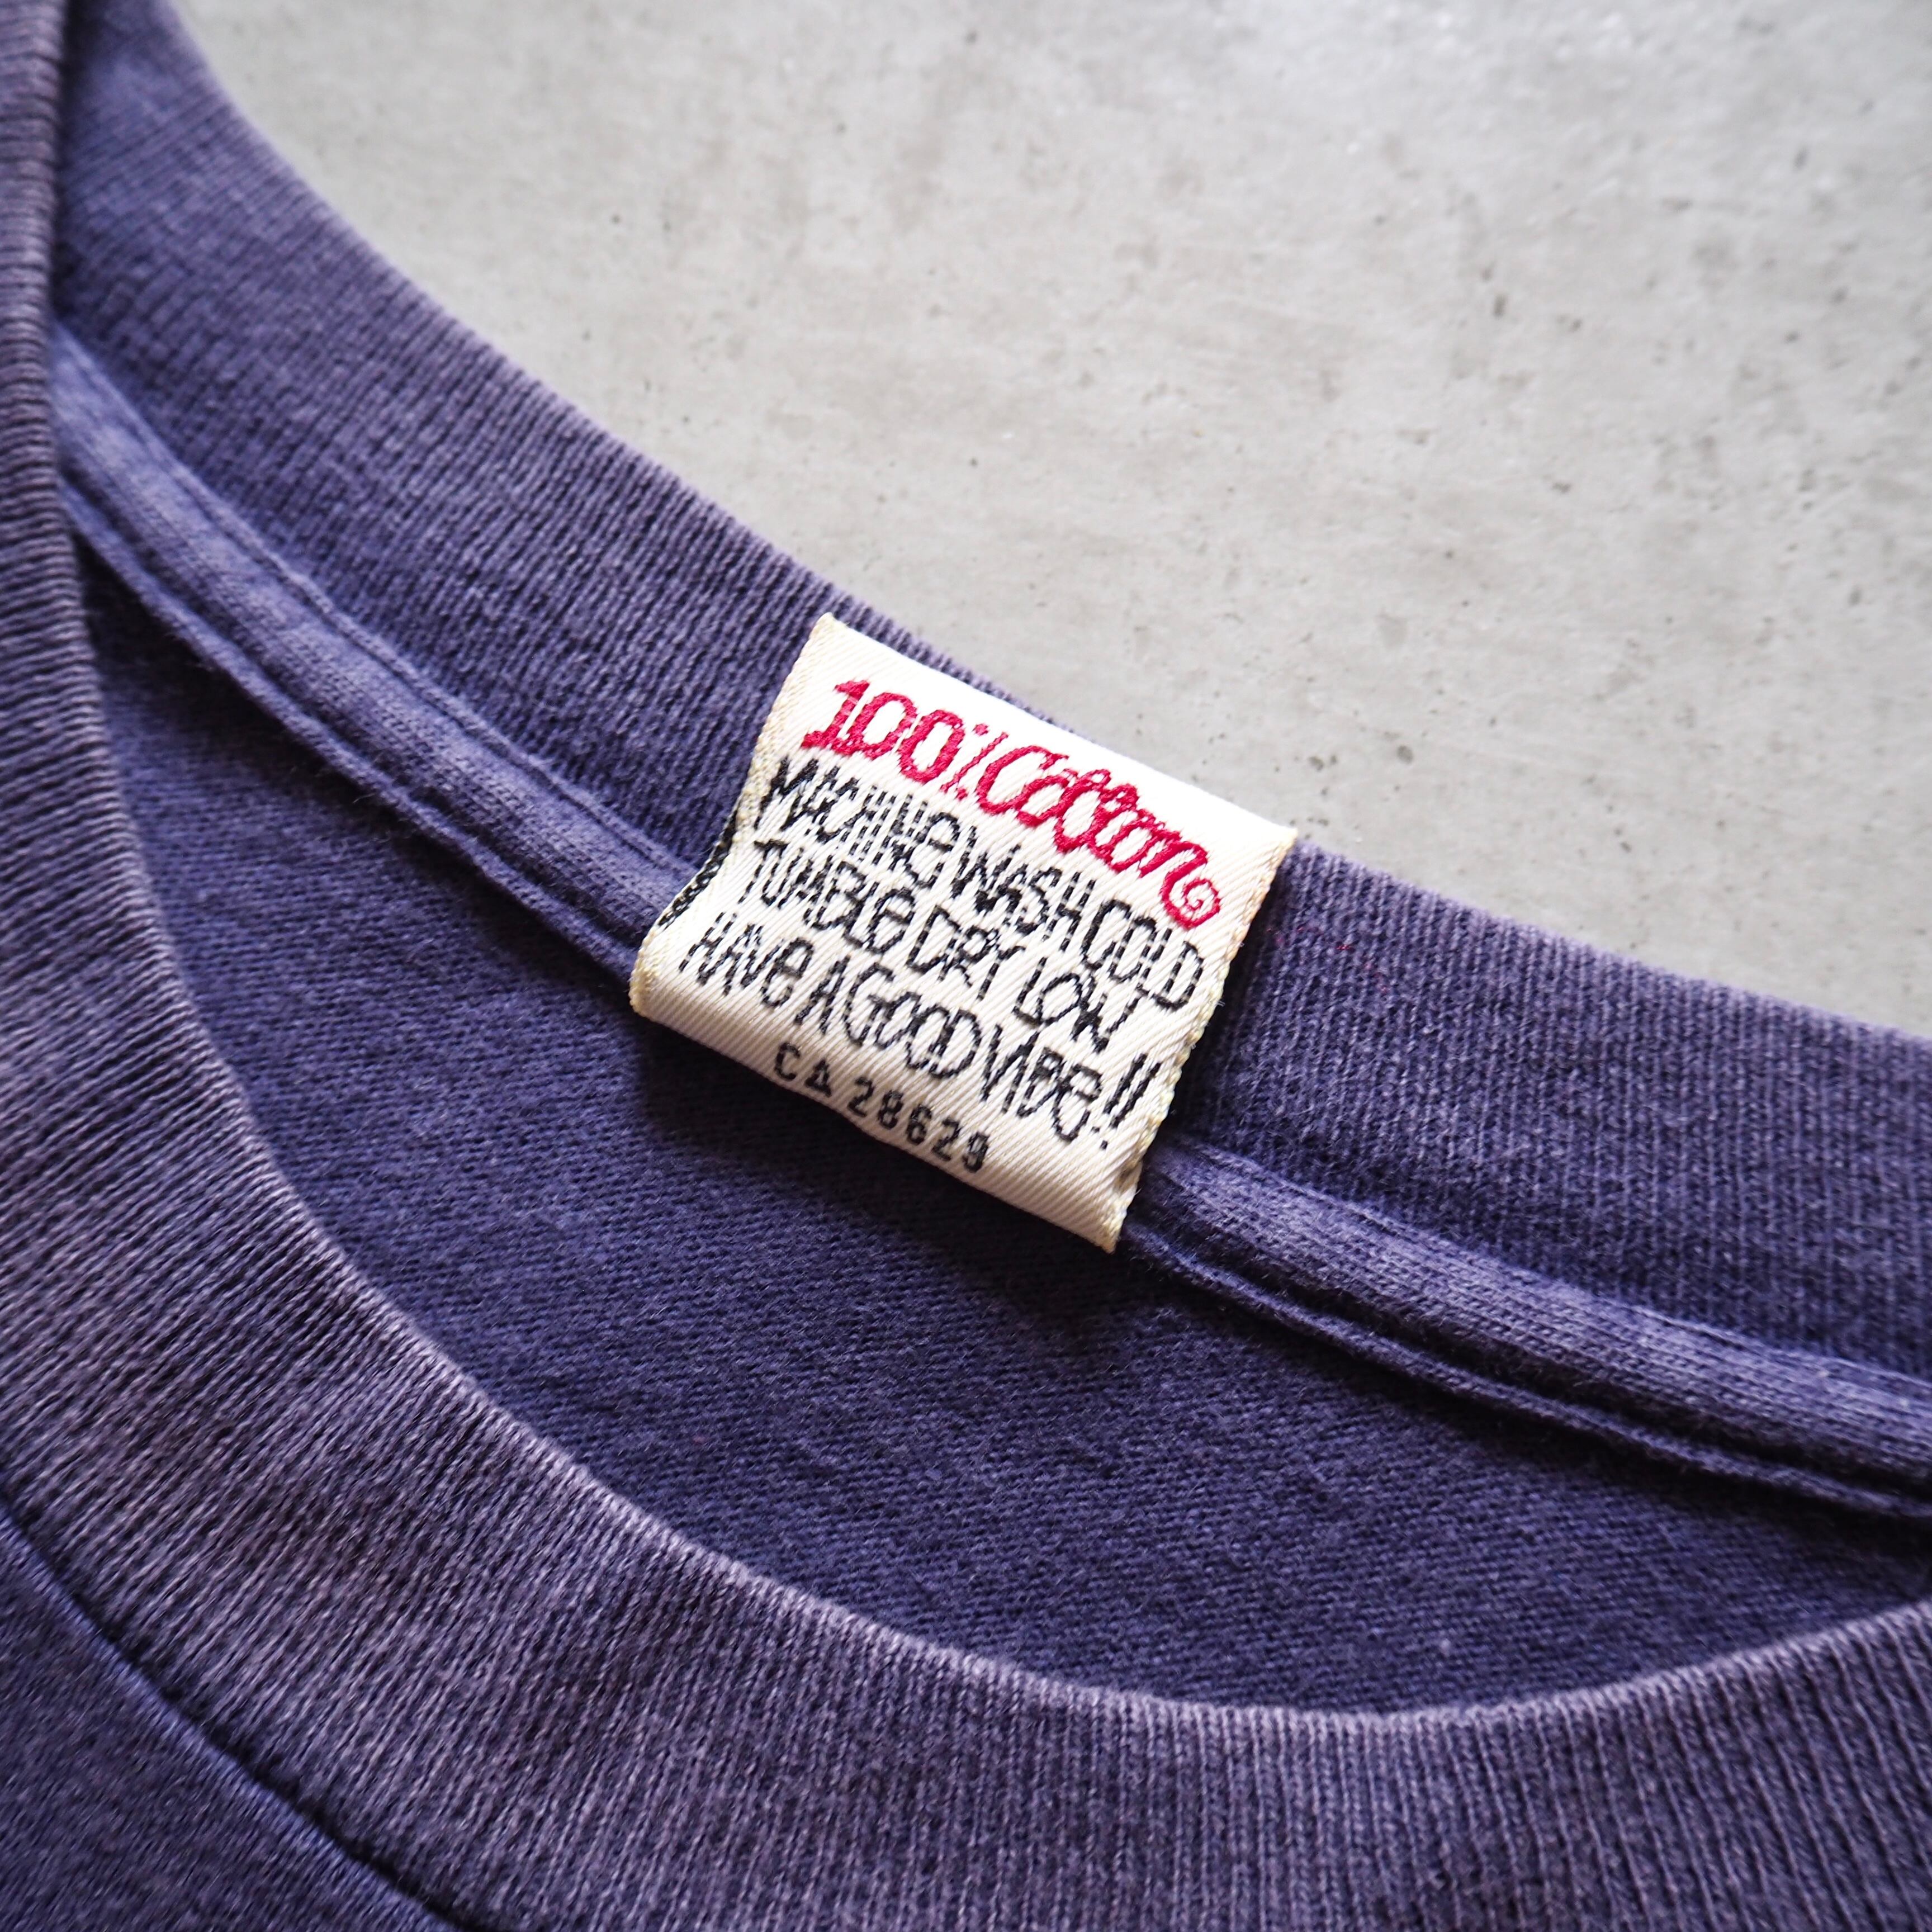 100% Cotton
MACHINE WASH COLD
TUMBLE DRY LOW
HAVE A GOOD VIBE!!
CA 28629